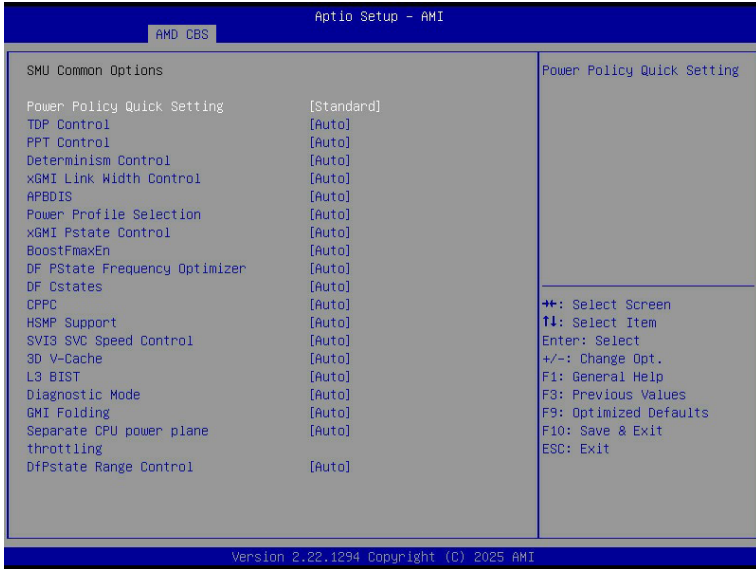 Aptio Setup - AMI
AMD CBS
SMU Common Options
Power Policy Quick Setting [Standard]
TDP Control [Auto]
PPT Control [Auto]
Determinism Control [Auto]
xGMI Link Width Control [Auto]
APBDIS [Auto]
Power Profile Selection [Auto]
xGMI Pstate Control [Auto]
BoostFmaxEn [Auto]
DF PState Frequency Optimizer [Auto]
DF Cstates [Auto]
CPPC [Auto]
HSMP Support [Auto]
SVI3 SVC Speed Control [Auto]
3D V-Cache [Auto]
L3 BIST [Auto]
Diagnostic Mode [Auto]
GMI Folding [Auto]
Separate CPU power plane [Auto]
throttling
DfPstate Range Control [Auto]
Power Policy Quick Setting
→←: Select Screen
↑↓: Select Item
Enter: Select
+/-: Change Opt.
F1: General Help
F3: Previous Values
F9: Optimized Defaults
F10: Save & Exit
ESC: Exit
Version 2.22.1294 Copyright (C) 2025 AMI